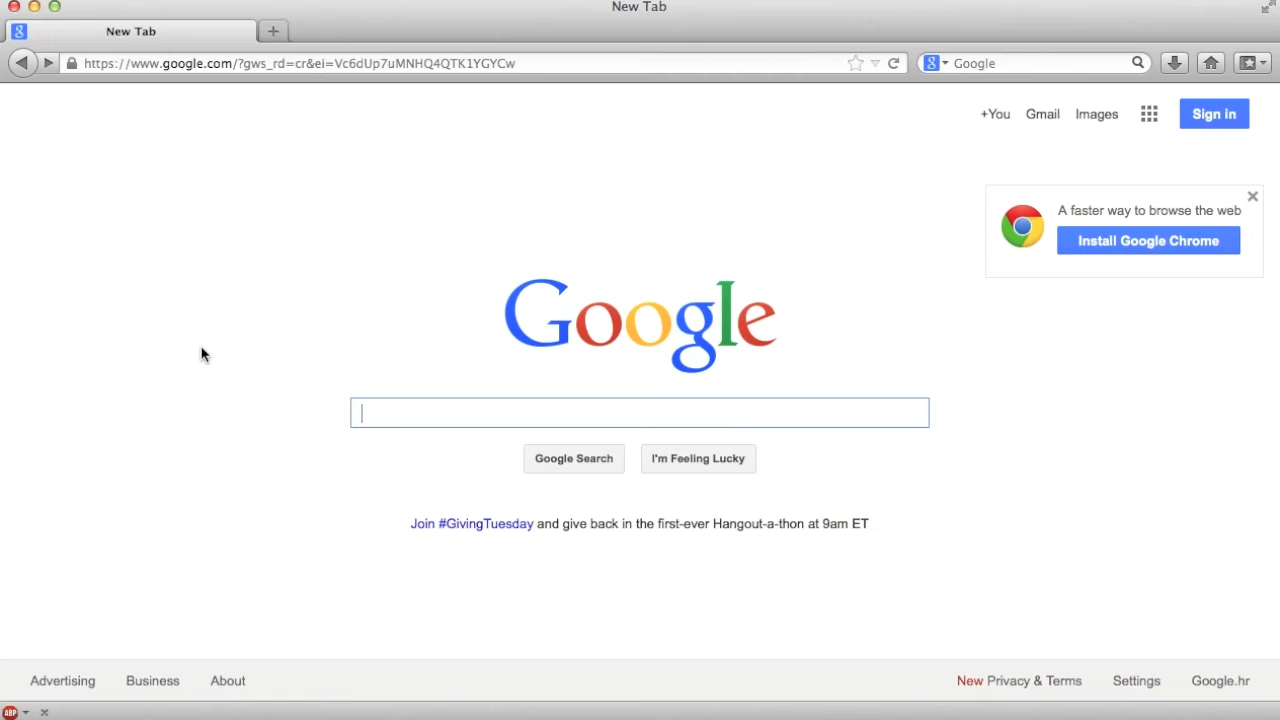 New Tab
New Tab
https://www.google.com/?gws_rd=cr&ei=Vc6dUp7uMNHQ4QTK1YGYCw
Google
+You Gmail Images Sign in
A faster way to browse the web
Install Google Chrome
Google
Google Search I'm Feeling Lucky
Join #GivingTuesday and give back in the first-ever Hangout-a-thon at 9am ET
Advertising Business About New Privacy & Terms Settings Google.hr
ABP